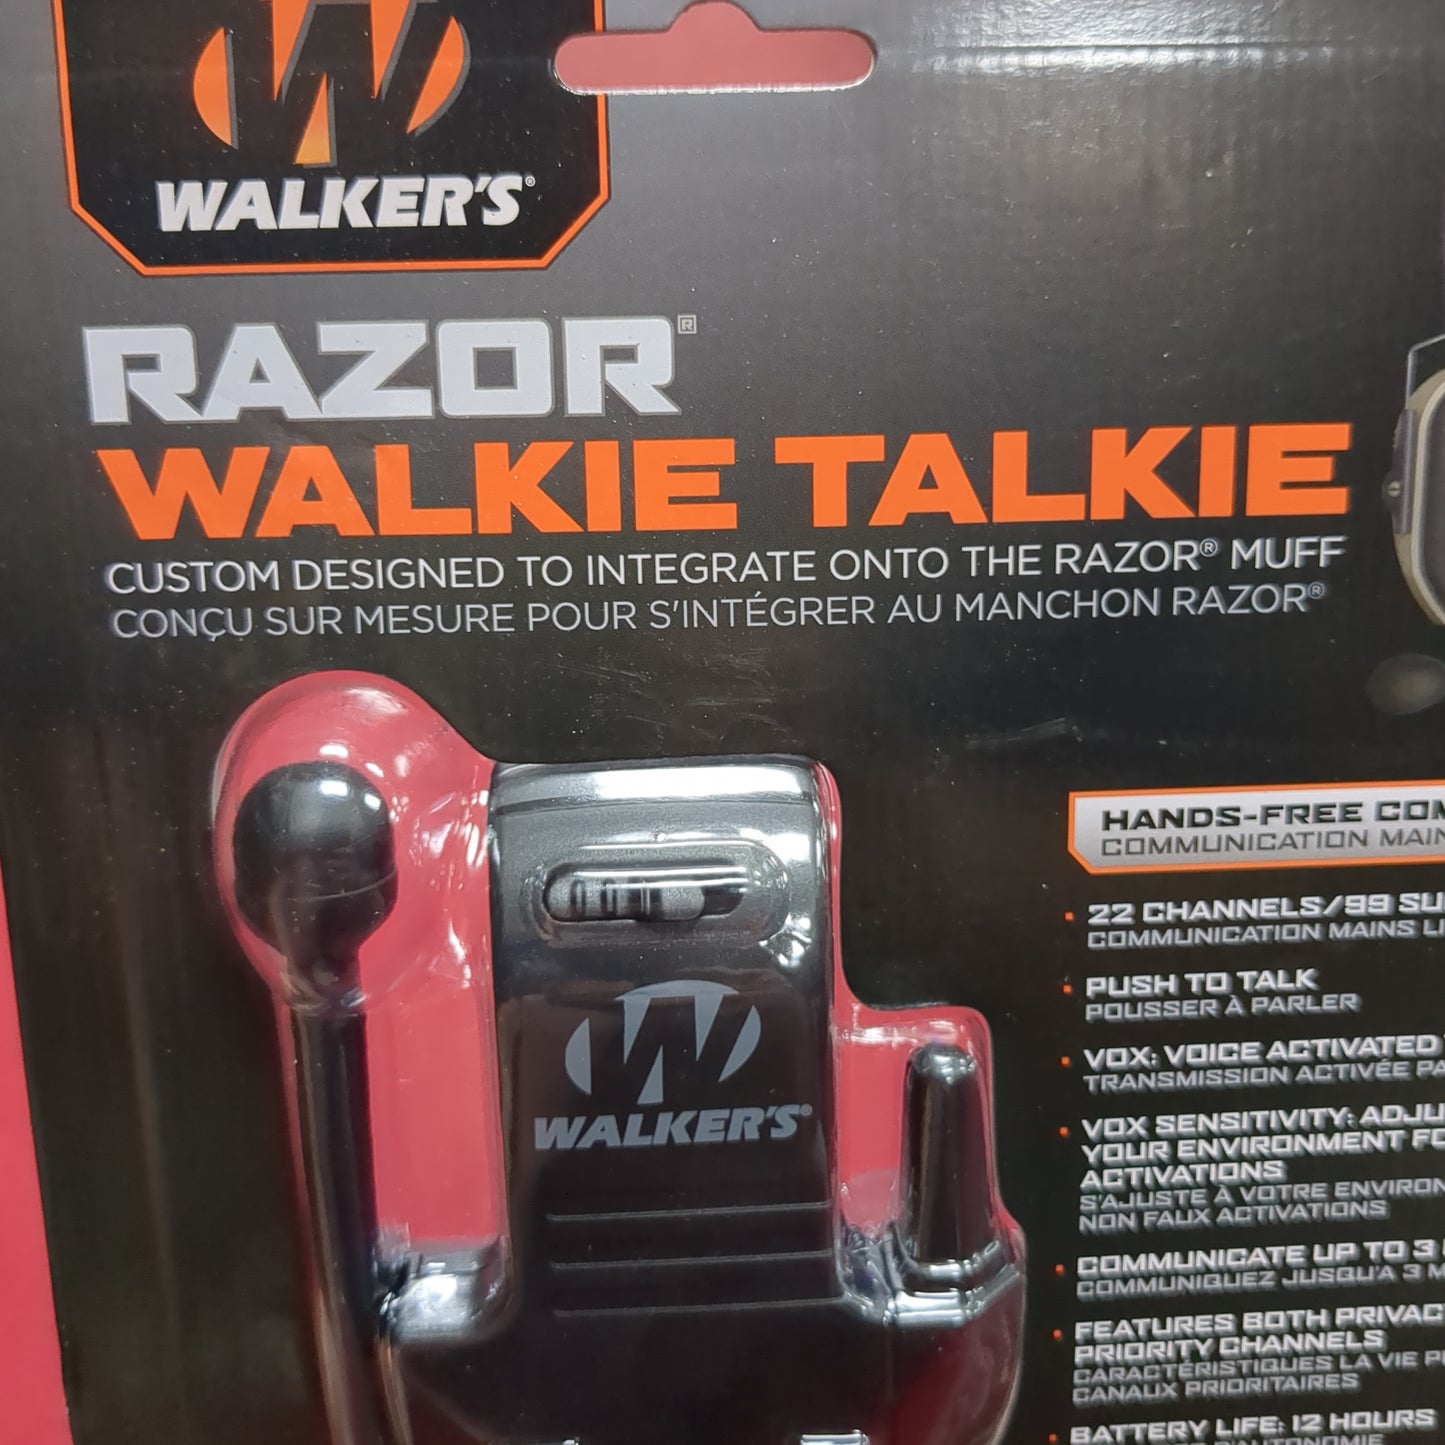 WALKER'S®
RAZOR®
WALKIE TALKIE
CUSTOM DESIGNED TO INTEGRATE ONTO THE RAZOR® MUFF
CONÇU SUR MESURE POUR S'INTÉGRER AU MANCHON RAZOR®
WALKER'S®
HANDS-FREE
COMMUNICATION
• 22 CHANNELS/99
COMMUNICATION MAINS
• PUSH TO TALK
POUSSER À PARLER
• VOX: VOICE ACTIVATED
TRANSMISSION ACTIVÉE
• VOX SENSITIVITY:
YOUR ENVIRONMENT
ACTIVATIONS
S'AJUSTE À VOTRE
NON FAUX ACTIVATIONS
• COMMUNICATE UP TO 3
COMMUNIQUEZ JUSQU'A 3
• FEATURES BOTH
PRIORITY CHANNELS
CARACTÉRISTIQUES LA VIE
CANAUX PRIORITAIRES
• BATTERY LIFE: 12 HOURS